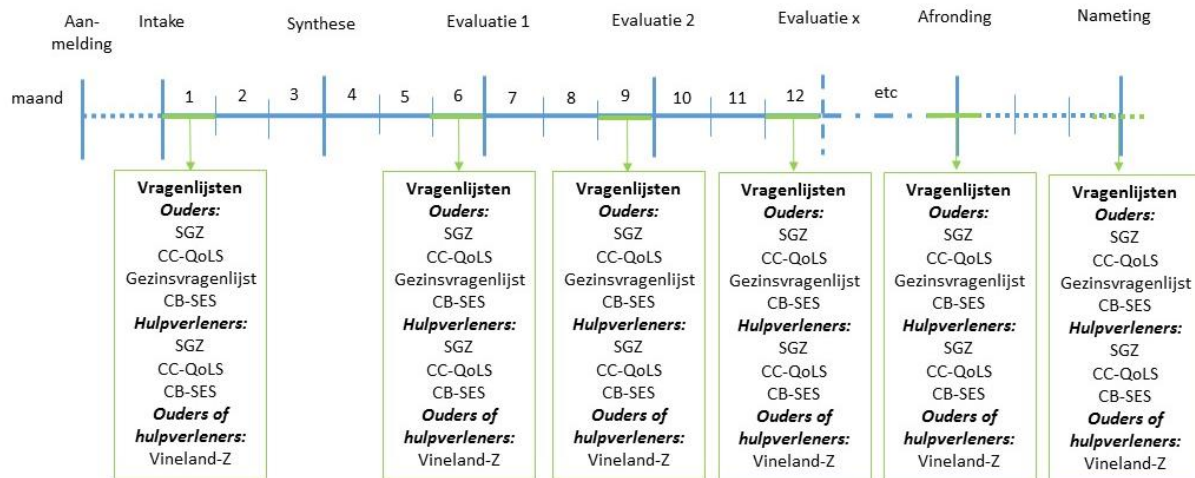 Aan-
melding
Intake
Synthese
Evaluatie 1
Evaluatie 2
Evaluatie x
Afronding
Nameting
maand
1 2 3 4 5 6 7 8 9 10 11 12 etc
Vragenlijsten
Ouders:
SGZ
CC-QoLS
Gezinsvragenlijst
CB-SES
Hulpverleners:
SGZ
CC-QoLS
CB-SES
Ouders of
hulpverleners:
Vineland-Z
Vragenlijsten
Ouders:
SGZ
CC-QoLS
Gezinsvragenlijst
CB-SES
Hulpverleners:
SGZ
CC-QoLS
CB-SES
Ouders of
hulpverleners:
Vineland-Z
Vragenlijsten
Ouders:
SGZ
CC-QoLS
Gezinsvragenlijst
CB-SES
Hulpverleners:
SGZ
CC-QoLS
CB-SES
Ouders of
hulpverleners:
Vineland-Z
Vragenlijsten
Ouders:
SGZ
CC-QoLS
Gezinsvragenlijst
CB-SES
Hulpverleners:
SGZ
CC-QoLS
CB-SES
Ouders of
hulpverleners:
Vineland-Z
Vragenlijsten
Ouders:
SGZ
CC-QoLS
Gezinsvragenlijst
CB-SES
Hulpverleners:
SGZ
CC-QoLS
CB-SES
Ouders of
hulpverleners:
Vineland-Z
Vragenlijsten
Ouders:
SGZ
CC-QoLS
Gezinsvragenlijst
CB-SES
Hulpverleners:
SGZ
CC-QoLS
CB-SES
Ouders of
hulpverleners:
Vineland-Z